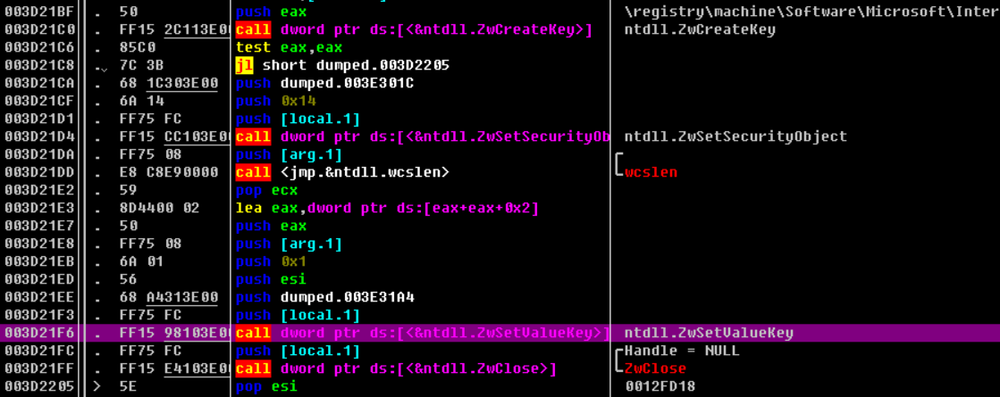 003D21BF . 50 push eax \registry\machine\Software\Microsoft\Inter
003D21C0 . FF15 2C113E00 call dword ptr ds:[<&ntdll.ZwCreateKey>] ntdll.ZwCreateKey
003D21C6 . 85C0 test eax,eax
003D21C8 .⌄ 7C 3B jl short dumped.003D2205
003D21CA . 68 1C303E00 push dumped.003E301C
003D21CF . 6A 14 push 0x14
003D21D1 . FF75 FC push [local.1]
003D21D4 . FF15 CC103E00 call dword ptr ds:[<&ntdll.ZwSetSecurityOb ntdll.ZwSetSecurityObject
003D21DA . FF75 08 push [arg.1]
003D21DD . E8 C8E90000 call <jmp.&ntdll.wcslen> wcslen
003D21E2 . 59 pop ecx
003D21E3 . 8D4400 02 lea eax,dword ptr ds:[eax+eax+0x2]
003D21E7 . 50 push eax
003D21E8 . FF75 08 push [arg.1]
003D21EB . 6A 01 push 0x1
003D21ED . 56 push esi
003D21EE . 68 A4313E00 push dumped.003E31A4
003D21F3 . FF75 FC push [local.1]
003D21F6 . FF15 98103E00 call dword ptr ds:[<&ntdll.ZwSetValueKey>] ntdll.ZwSetValueKey
003D21FC . FF75 FC push [local.1] Handle = NULL
003D21FF . FF15 E4103E00 call dword ptr ds:[<&ntdll.ZwClose>] ZwClose
003D2205 > 5E pop esi 0012FD18